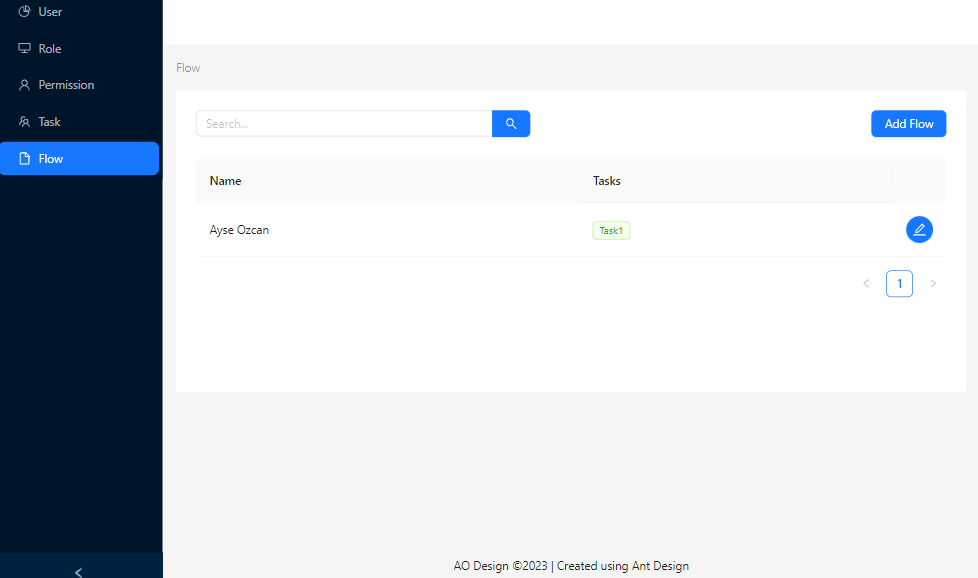 User
Role
Permission
Task
Flow
Flow
Search...
Add Flow
Name Tasks
Ayse Ozcan Task1
< 1 >
<
AO Design ©2023 | Created using Ant Design